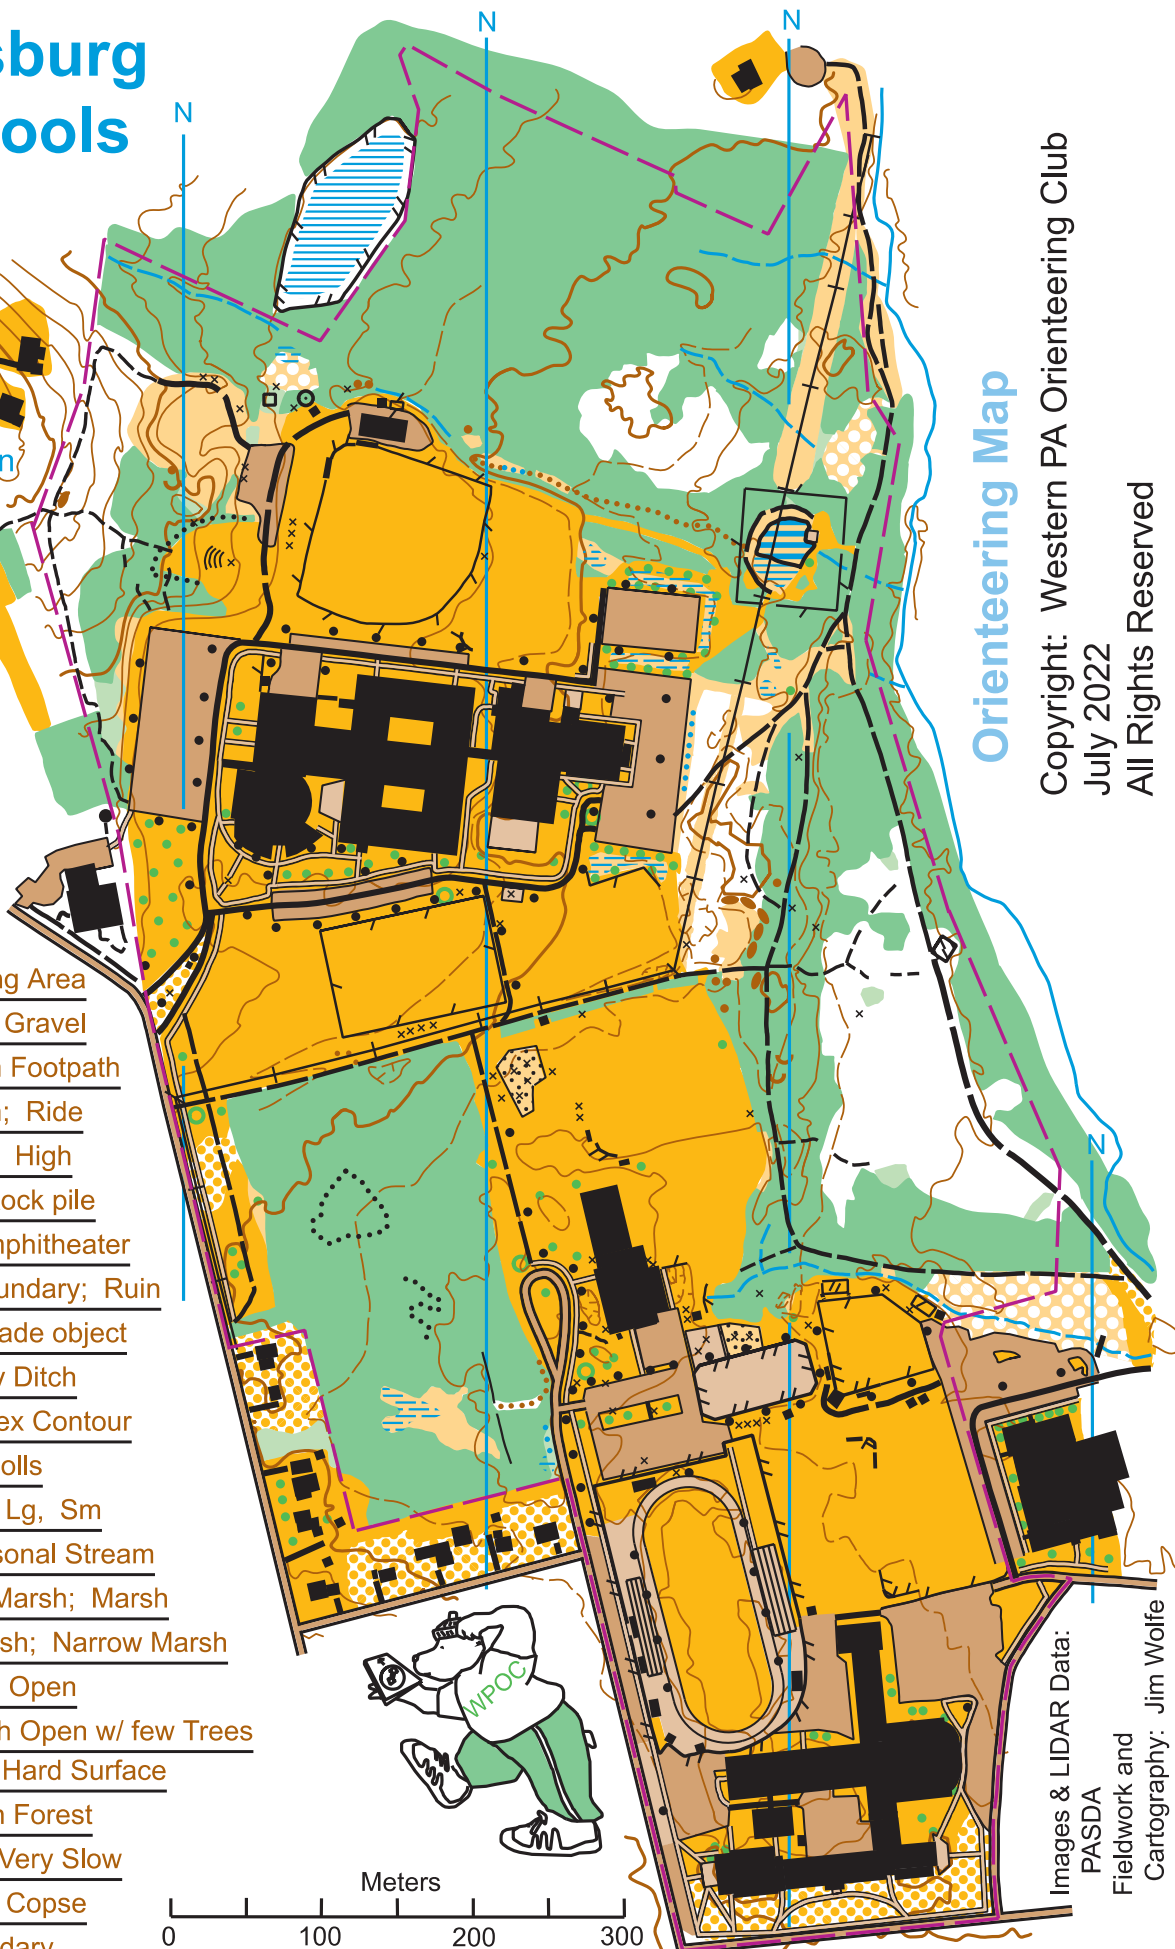 sburg
ools
N
N
N
n
Orienteering Map
Copyright: Western PA Orienteering Club
July 2022
All Rights Reserved
ng Area
Gravel
n Footpath
n; Ride
High
ock pile
mphitheater
undary; Ruin
ade object
y Ditch
ex Contour
olls
Lg, Sm
sonal Stream
Marsh; Marsh
sh; Narrow Marsh
Open
h Open w/ few Trees
Hard Surface
n Forest
Very Slow
Copse
dary
N
WPOC
Meters
0 100 200 300
Images & LIDAR Data:
PASDA
Fieldwork and
Cartography: Jim Wolfe